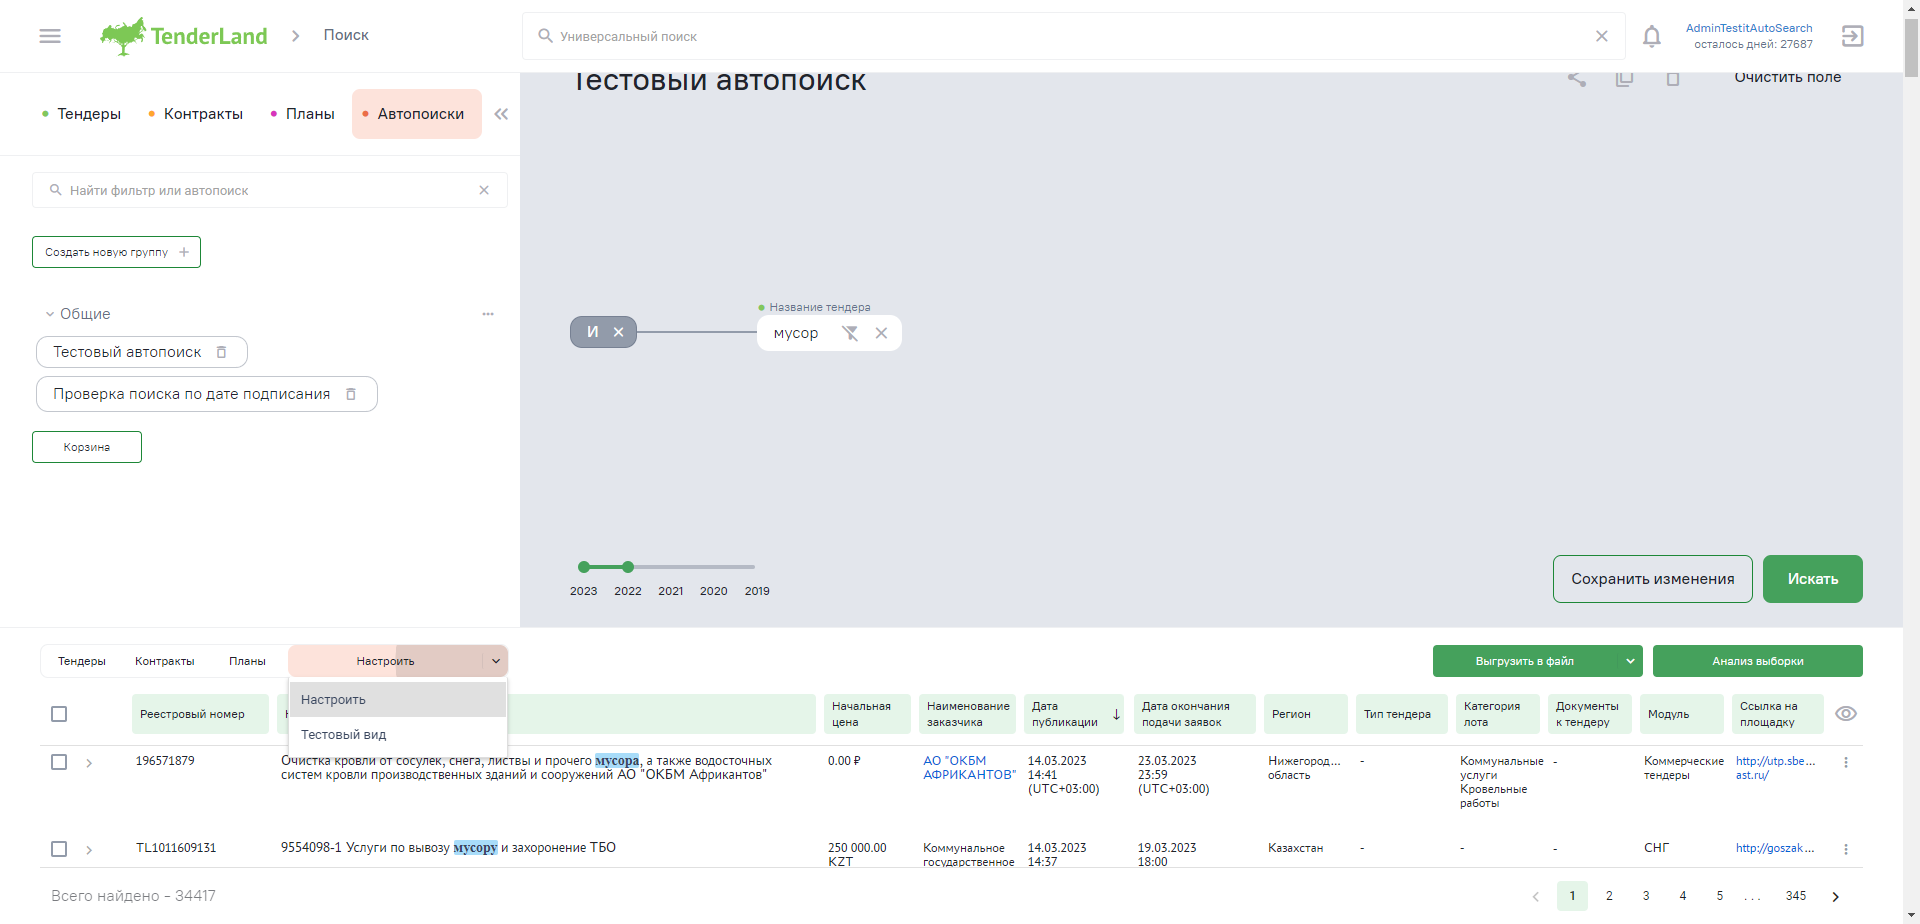 TenderLand
Поиск
Универсальный поиск
AdminTestitAutoSearch
осталось дней: 27687
Тендеры
Контракты
Планы
Автопоиски
Тестовый автопоиск
Очистить поле
Найти фильтр или автопоиск
Создать новую группу
Общие
Тестовый автопоиск
Проверка поиска по дате подписания
Корзина
Название тендера
И
мусор
2023 2022 2021 2020 2019
Сохранить изменения
Искать
Тендеры Контракты Планы Настроить
Выгрузить в файл
Анализ выборки
Настроить
Тестовый вид
Реестровый номер
Начальная
цена
Наименование
заказчика
Дата
публикации
Дата окончания
подачи заявок
Регион
Тип тендера
Категория
лота
Документы
к тендеру
Модуль
Ссылка на
площадку
196571879
Очистка кровли от сосулек, снега, листвы и прочего мусора, а также водосточных
систем кровли производственных зданий и сооружений АО "ОКБМ Африкантов"
0.00 ₽
АО "ОКБМ
АФРИКАНТОВ"
14.03.2023
14:41
(UTC+03:00)
23.03.2023
23:59
(UTC+03:00)
Нижегород...
область
-
Коммунальные
услуги
Кровельные
работы
-
Коммерческие
тендеры
http://utp.sbe...
ast.ru/
TL1011609131
9554098-1 Услуги по вывозу мусору и захоронение ТБО
250 000.00
KZT
Коммунальное
государственное
14.03.2023
14:37
19.03.2023
18:00
Казахстан
-
-
-
СНГ
http://goszak...
Всего найдено - 34417
1 2 3 4 5 ... 345